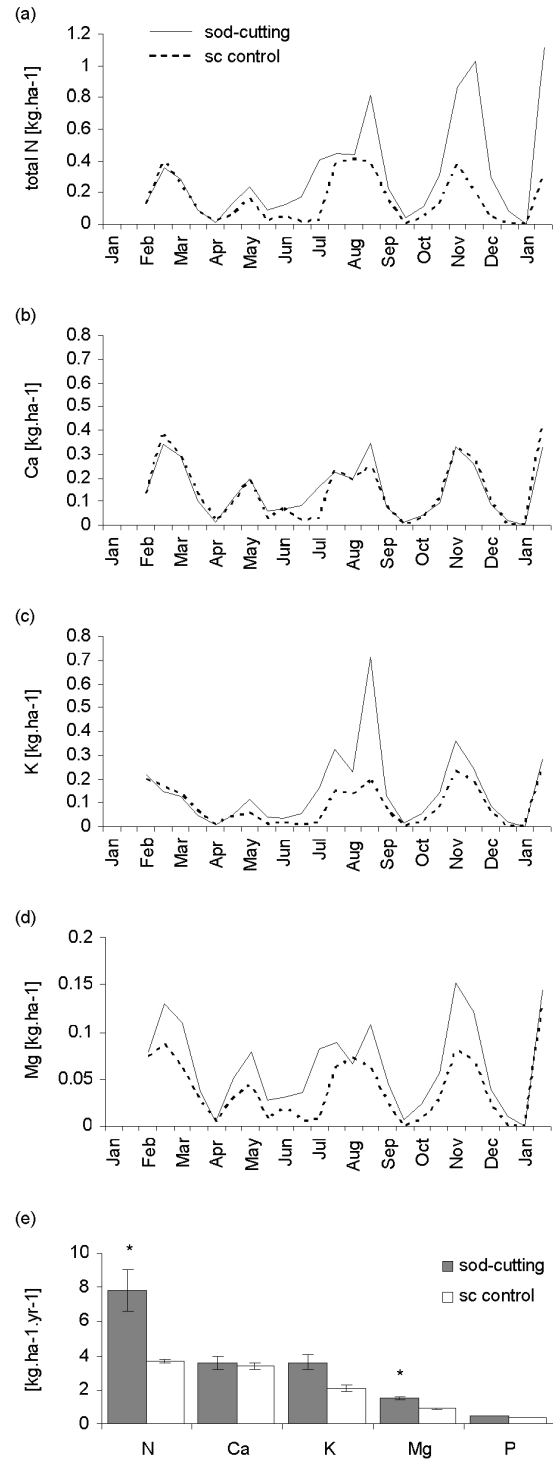 (a)
sod-cutting
sc control
total N [kg.ha-1]
1.2
1
0.8
0.6
0.4
0.2
0
Jan Feb Mar Apr May Jun Jul Aug Sep Oct Nov Dec Jan
(b)
Ca [kg.ha-1]
0.8
0.7
0.6
0.5
0.4
0.3
0.2
0.1
0
Jan Feb Mar Apr May Jun Jul Aug Sep Oct Nov Dec Jan
(c)
K [kg.ha-1]
0.8
0.7
0.6
0.5
0.4
0.3
0.2
0.1
0
Jan Feb Mar Apr May Jun Jul Aug Sep Oct Nov Dec Jan
(d)
Mg [kg.ha-1]
0.2
0.15
0.1
0.05
0
Jan Feb Mar Apr May Jun Jul Aug Sep Oct Nov Dec Jan
(e)
[kg.ha-1.yr-1]
10
8
6
4
2
0
*
*
sod-cutting
sc control
N Ca K Mg P